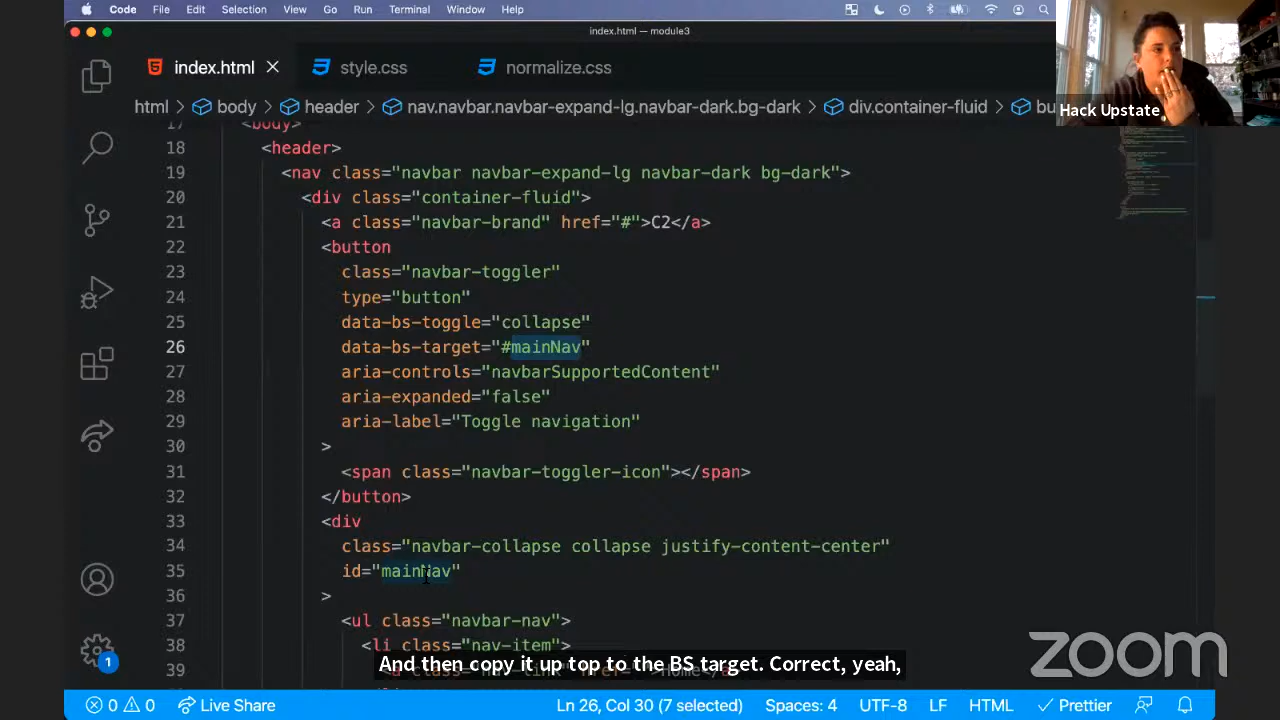 Code File Edit Selection View Go Run Terminal Window Help
index.html — module3
index.html style.css normalize.css
html > body > header > nav.navbar.navbar-expand-lg.navbar-dark.bg-dark > div.container-fluid > bu
Hack Upstate
17 <body>
18 <header>
19 <nav class="navbar navbar-expand-lg navbar-dark bg-dark">
20 <div class="container-fluid">
21 <a class="navbar-brand" href="#">C2</a>
22 <button
23 class="navbar-toggler"
24 type="button"
25 data-bs-toggle="collapse"
26 data-bs-target="#mainNav"
27 aria-controls="navbarSupportedContent"
28 aria-expanded="false"
29 aria-label="Toggle navigation"
30 >
31 <span class="navbar-toggler-icon"></span>
32 </button>
33 <div
34 class="navbar-collapse collapse justify-content-center"
35 id="mainNav"
36 >
37 <ul class="navbar-nav">
38 <li class="nav-item">
39
And then copy it up top to the BS target. Correct, yeah,
zoom
1
0 0 Live Share Ln 26, Col 30 (7 selected) Spaces: 4 UTF-8 LF HTML Prettier